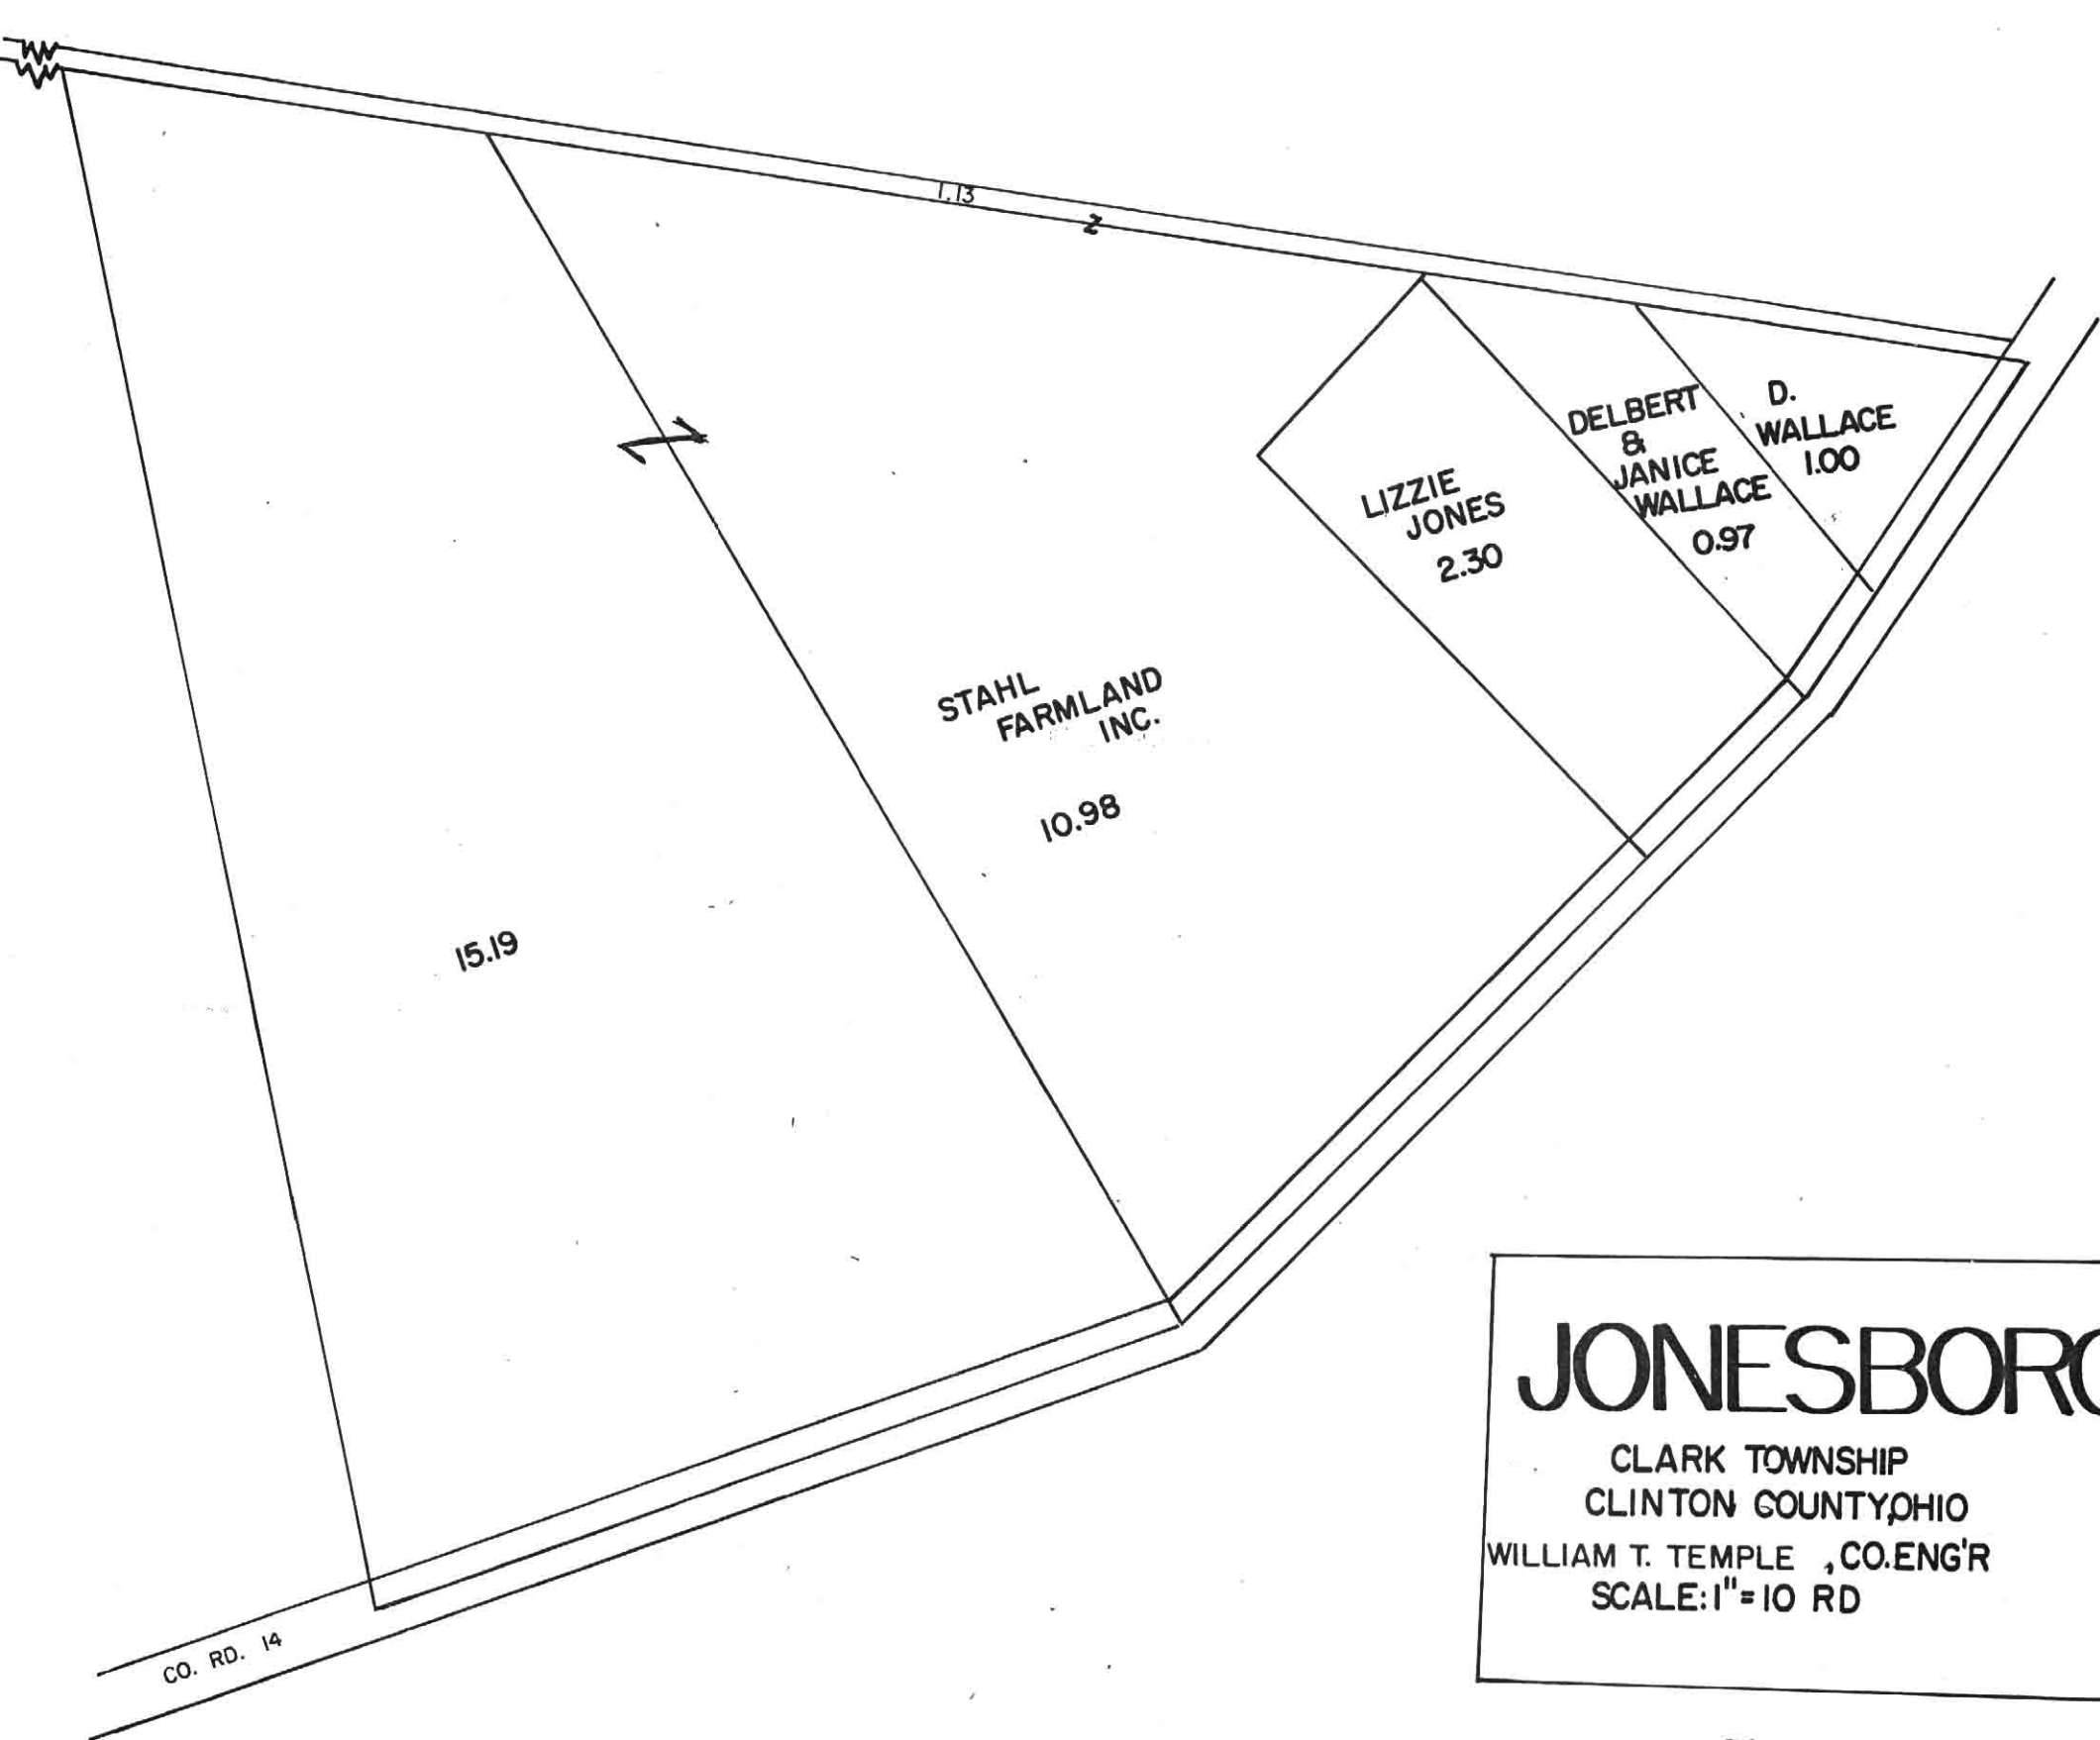 1.13
Z
DELBERT
&
JANICE
WALLACE
0.97
D.
WALLACE
1.00
LIZZIE
JONES
2.30
STAHL
FARMLAND
INC.
10.98
15.19
CO. RD. 14
JONESBORO
CLARK TOWNSHIP
CLINTON COUNTY,OHIO
WILLIAM T. TEMPLE , CO.ENG'R
SCALE: 1"=10 RD